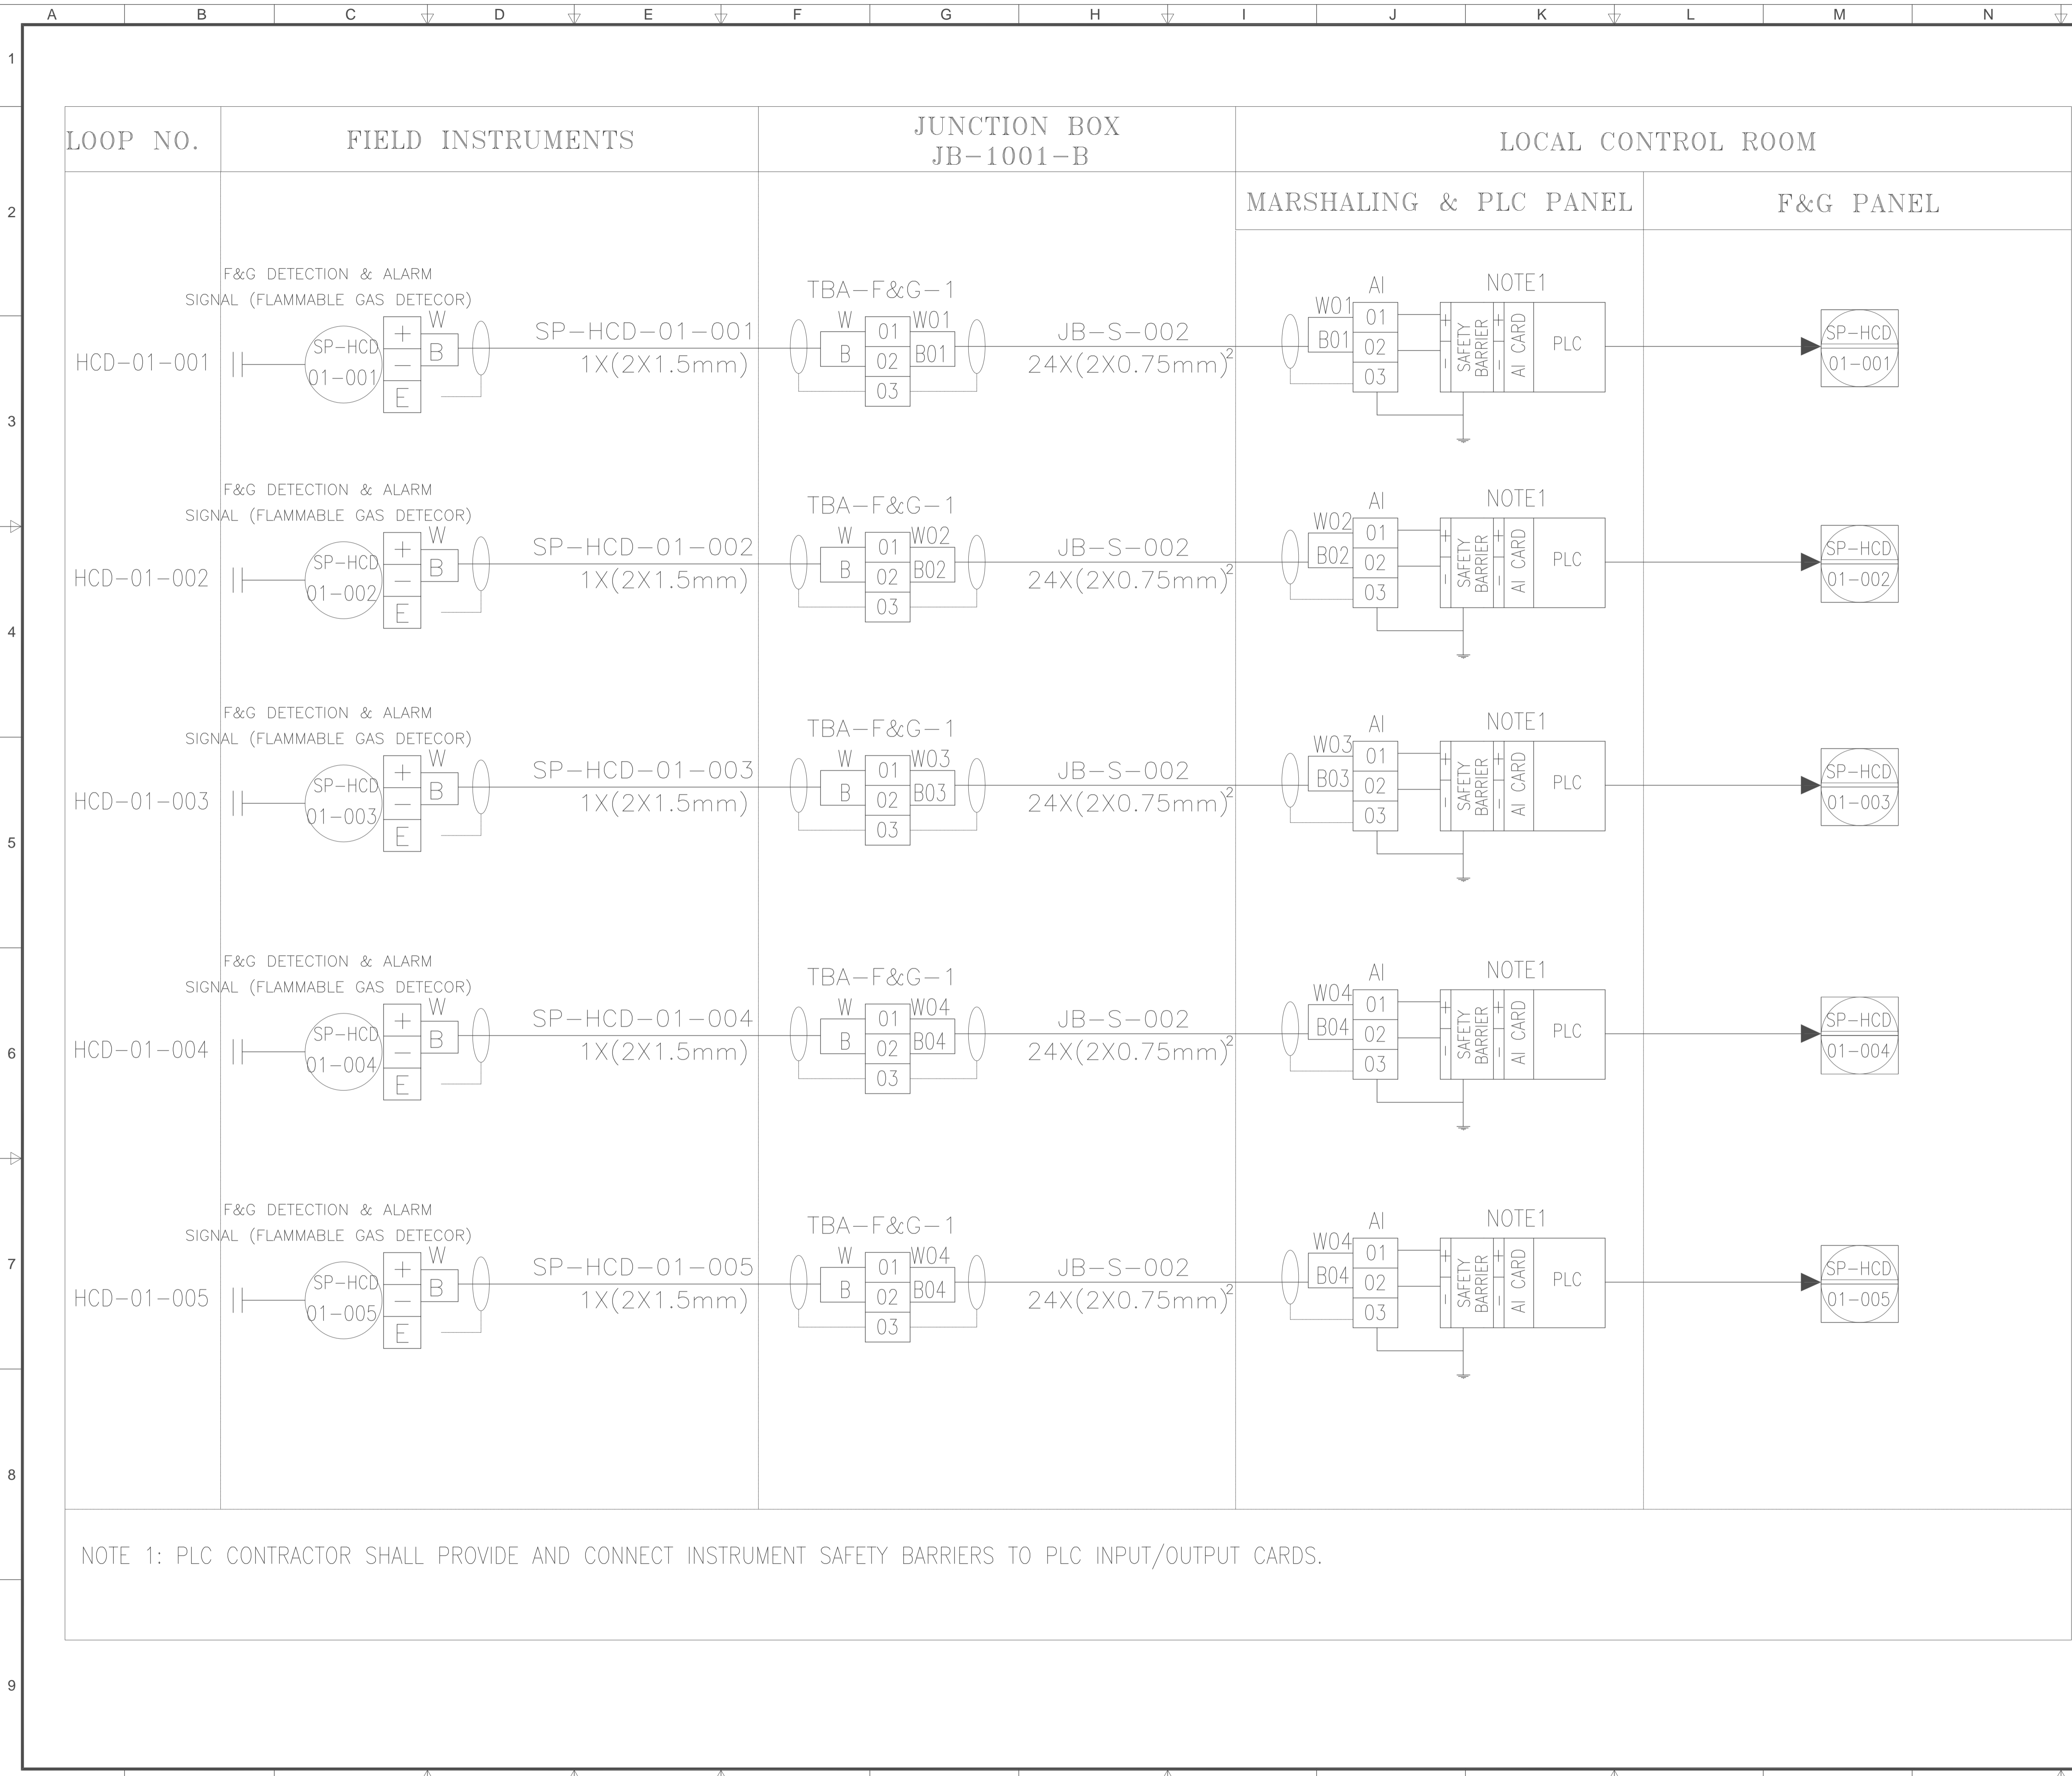 A B C D E F G H I J K L M N
1
LOOP NO. FIELD INSTRUMENTS JUNCTION BOX LOCAL CONTROL ROOM
JB-1001-B
2
MARSHALING & PLC PANEL F&G PANEL
F&G DETECTION & ALARM
SIGNAL (FLAMMABLE GAS DETECOR)
HCD-01-001
SP-HCD
01-001
+
-
E
W
B
SP-HCD-01-001
1X(2X1.5mm)
TBA-F&G-1
W
B
01
02
03
W01
B01
JB-S-002
24X(2X0.75mm)²
W01
B01
AI
01
02
03
NOTE1
+
-
SAFETY
BARRIER
+
-
AI CARD
PLC
SP-HCD
01-001
3
F&G DETECTION & ALARM
SIGNAL (FLAMMABLE GAS DETECOR)
HCD-01-002
SP-HCD
01-002
+
-
E
W
B
SP-HCD-01-002
1X(2X1.5mm)
TBA-F&G-1
W
B
01
02
03
W02
B02
JB-S-002
24X(2X0.75mm)²
W02
B02
AI
01
02
03
NOTE1
+
-
SAFETY
BARRIER
+
-
AI CARD
PLC
SP-HCD
01-002
4
F&G DETECTION & ALARM
SIGNAL (FLAMMABLE GAS DETECOR)
HCD-01-003
SP-HCD
01-003
+
-
E
W
B
SP-HCD-01-003
1X(2X1.5mm)
TBA-F&G-1
W
B
01
02
03
W03
B03
JB-S-002
24X(2X0.75mm)²
W03
B03
AI
01
02
03
NOTE1
+
-
SAFETY
BARRIER
+
-
AI CARD
PLC
SP-HCD
01-003
5
F&G DETECTION & ALARM
SIGNAL (FLAMMABLE GAS DETECOR)
HCD-01-004
SP-HCD
01-004
+
-
E
W
B
SP-HCD-01-004
1X(2X1.5mm)
TBA-F&G-1
W
B
01
02
03
W04
B04
JB-S-002
24X(2X0.75mm)²
W04
B04
AI
01
02
03
NOTE1
+
-
SAFETY
BARRIER
+
-
AI CARD
PLC
SP-HCD
01-004
6
F&G DETECTION & ALARM
SIGNAL (FLAMMABLE GAS DETECOR)
HCD-01-005
SP-HCD
01-005
+
-
E
W
B
SP-HCD-01-005
1X(2X1.5mm)
TBA-F&G-1
W
B
01
02
03
W04
B04
JB-S-002
24X(2X0.75mm)²
W04
B04
AI
01
02
03
NOTE1
+
-
SAFETY
BARRIER
+
-
AI CARD
PLC
SP-HCD
01-005
7
8
NOTE 1: PLC CONTRACTOR SHALL PROVIDE AND CONNECT INSTRUMENT SAFETY BARRIERS TO PLC INPUT/OUTPUT CARDS.
9